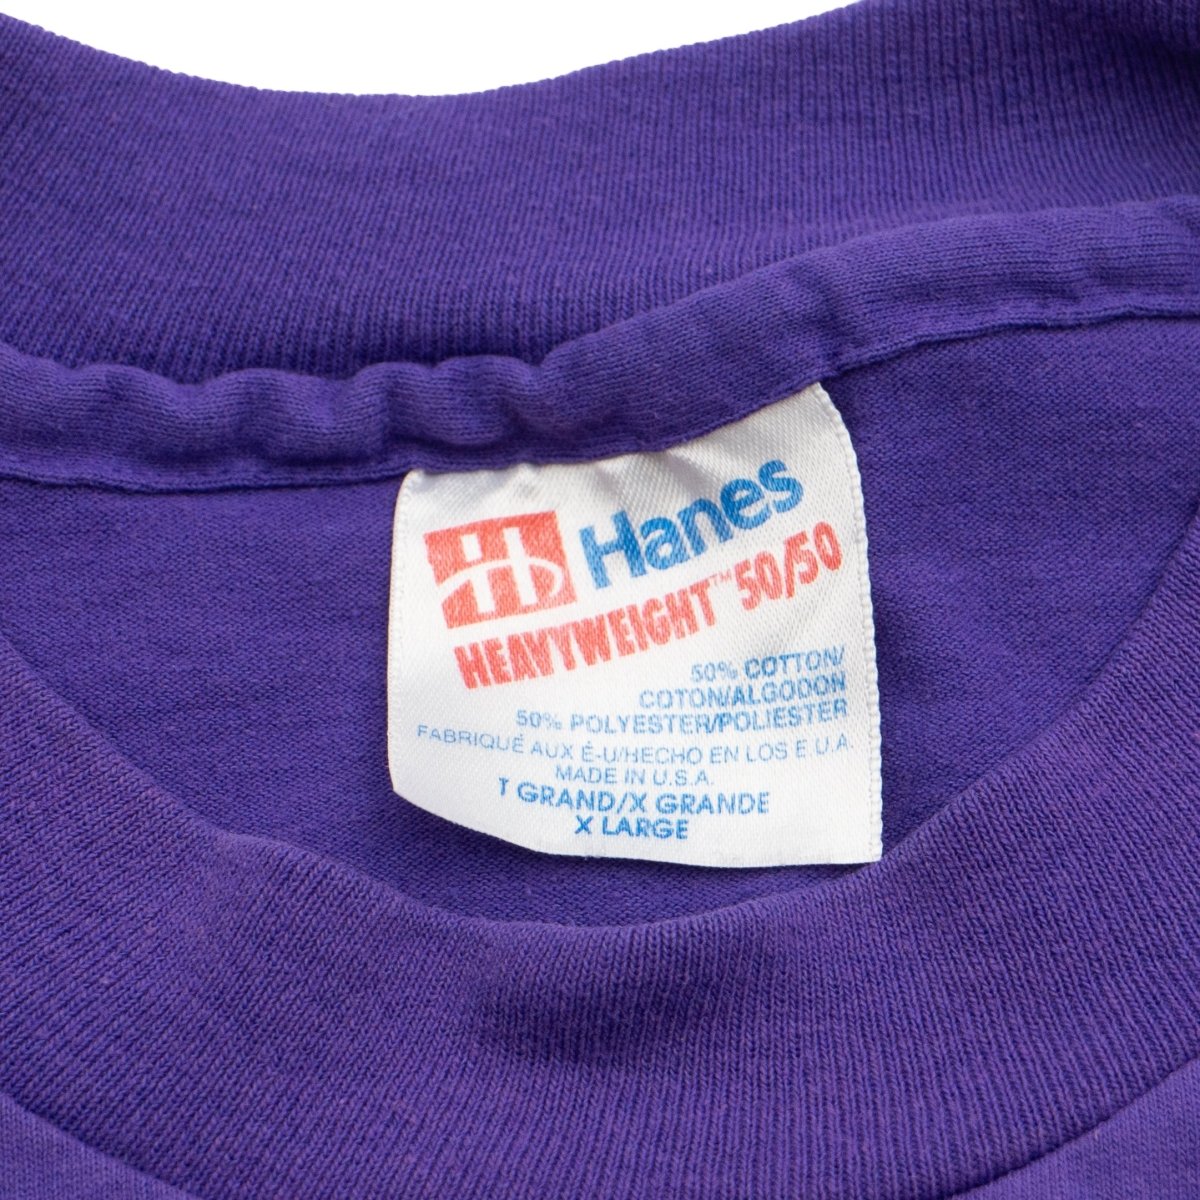 H Hanes
HEAVYWEIGHT™ 50/50
50% COTTON/
COTON/ALGODON
50% POLYESTER/POLIESTER
FABRIQUÉ AUX É-U/HECHO EN LOS E U.A.
MADE IN U.S.A.
T GRAND/X GRANDE
X LARGE